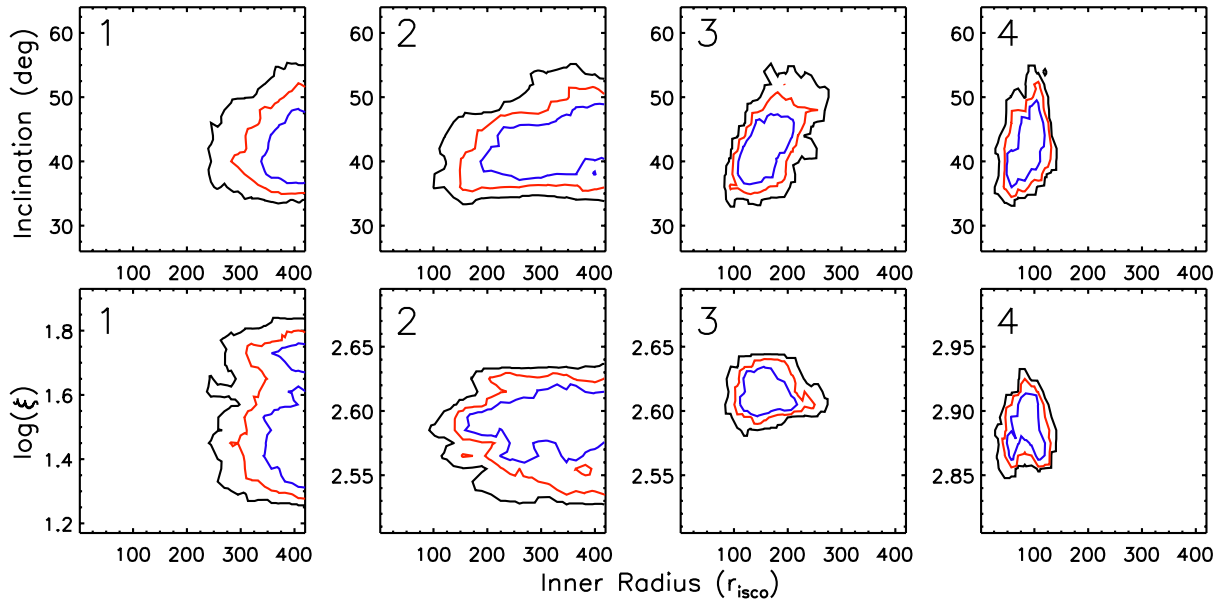 1 2 3 4
Inclination (deg)
60 60 60 60
50 50 50 50
40 40 40 40
30 30 30 30
100 200 300 400 100 200 300 400 100 200 300 400 100 200 300 400
1 2 3 4
log(ξ)
1.8 2.65 2.65 2.95
1.6 2.60 2.60 2.90
1.4 2.55 2.55 2.85
1.2
100 200 300 400 100 200 300 400 100 200 300 400 100 200 300 400
Inner Radius (r_isco)